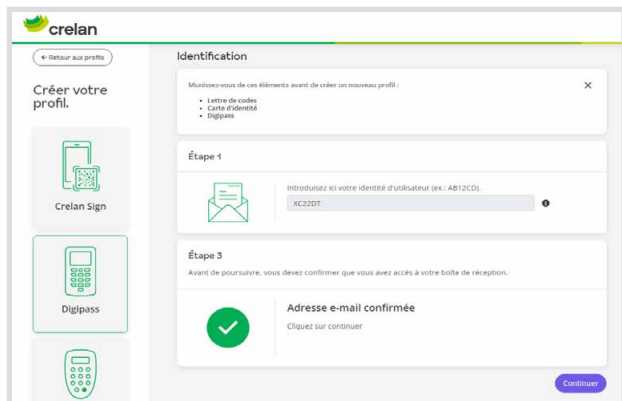 crelan
← Retour aux profils
Créer votre
profil.
Crelan Sign
Digipass
Identification
Munissez-vous de ces éléments avant de créer un nouveau profil :
• Lettre de codes
• Carte d'identité
• Digipass
Étape 1
Introduisez ici votre identité d'utilisateur (ex.: AB12CD).
XC22DT
Étape 3
Avant de poursuivre, vous devez confirmer que vous avez accès à votre boîte de réception.
Adresse e-mail confirmée
Cliquez sur continuer
Continuer